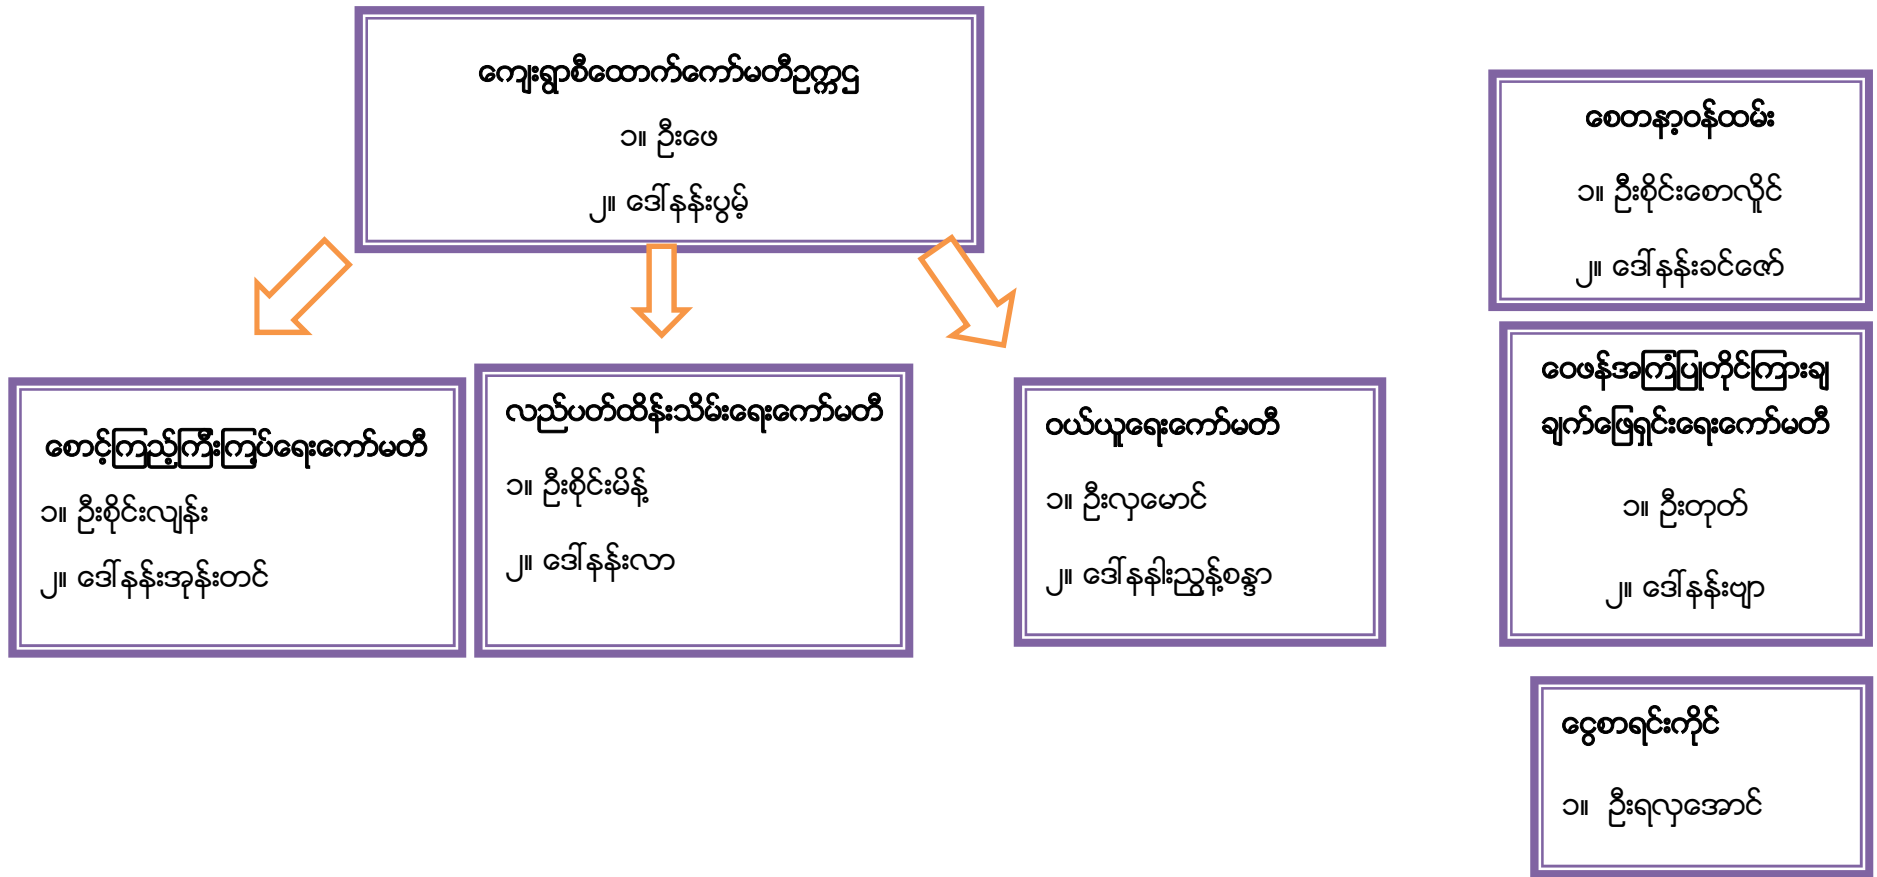 ကျေးရွာစီထောက်ကော်မတီဥက္ကဌ
၁။ ဦးဖေ
၂။ ဒေါ်နန်းပွမ့်
စေတနာ့ဝန်ထမ်း
၁။ ဦးစိုင်းစောလှိုင်
၂။ ဒေါ်နန်းခင်ဇော်
စောင့်ကြည့်ကြီးကြပ်ရေးကော်မတီ
၁။ ဦးစိုင်းလျန်း
၂။ ဒေါ်နန်းအုန်းတင်
လည်ပတ်ထိန်းသိမ်းရေးကော်မတီ
၁။ ဦးစိုင်းမိန့်
၂။ ဒေါ်နန်းလာ
ဝယ်ယူရေးကော်မတီ
၁။ ဦးလှမောင်
၂။ ဒေါ်နနါးညွန့်စန္ဒာ
ဝေဖန်အကြံပြုတိုင်ကြားချ
ချက်ဖြေရှင်းရေးကော်မတီ
၁။ ဦးတုတ်
၂။ ဒေါ်နန်းဗျာ
ငွေစာရင်းကိုင်
၁။ ဦးရလှအောင်